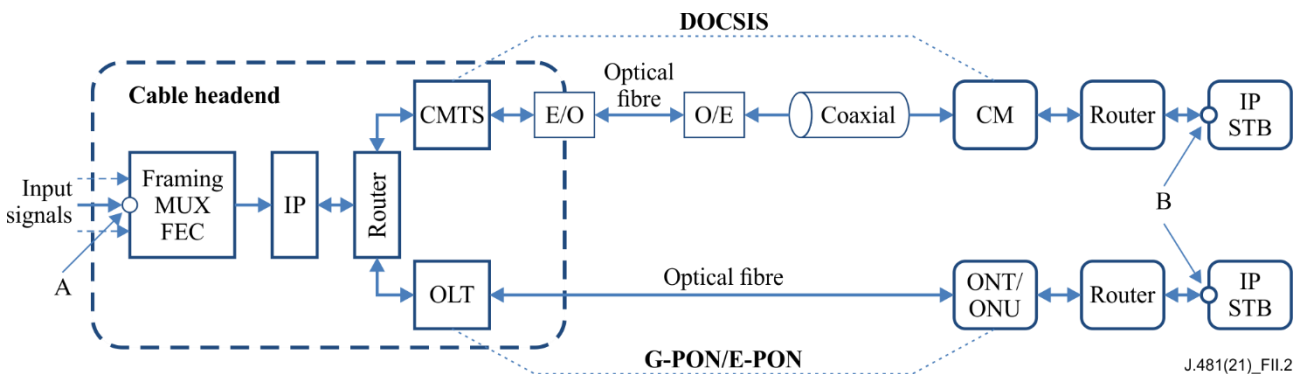 DOCSIS
Cable headend
Optical
fibre
CMTS
E/O
O/E
Coaxial
CM
Router
IP
STB
Input
signals
Framing
MUX
FEC
IP
Router
A
B
OLT
Optical fibre
ONT/
ONU
Router
IP
STB
G-PON/E-PON
J.481(21)_FII.2